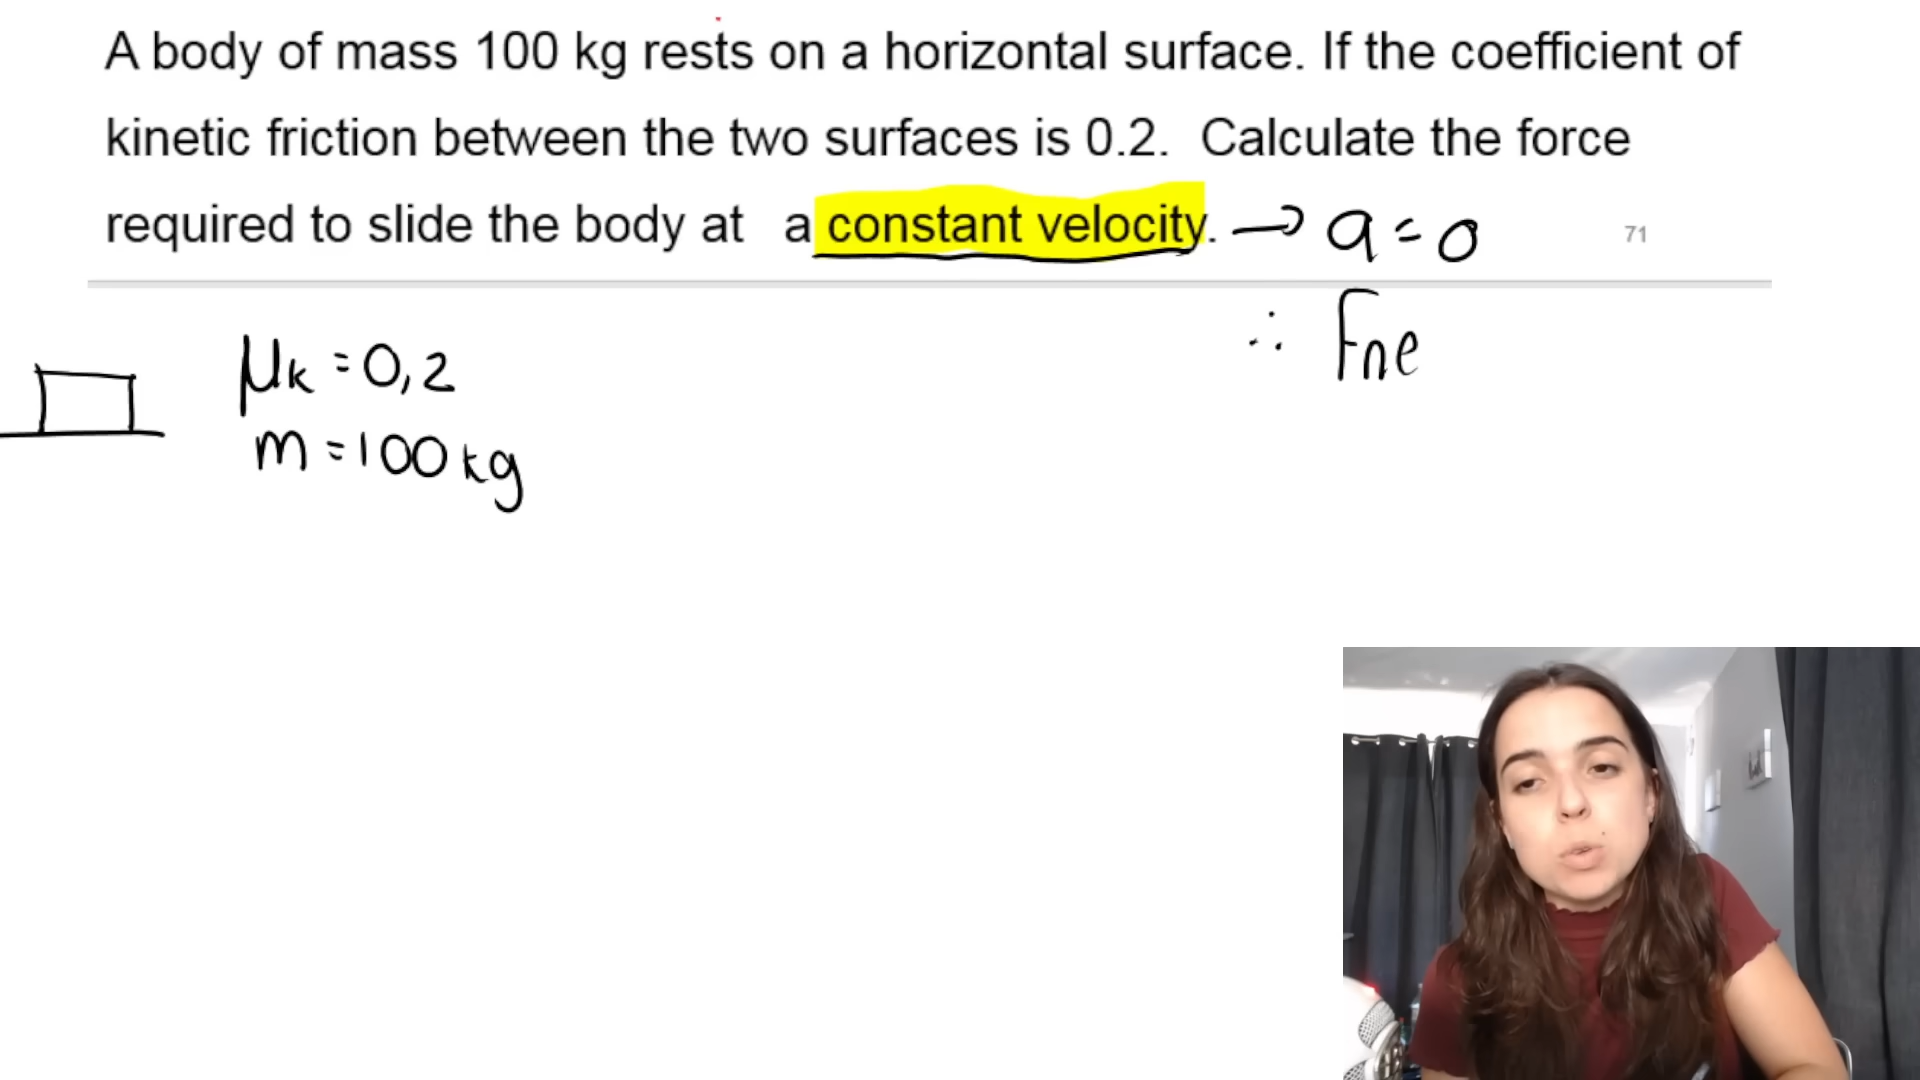 A body of mass 100 kg rests on a horizontal surface. If the coefficient of
kinetic friction between the two surfaces is 0.2. Calculate the force
required to slide the body at a constant velocity. → a = 0
71
∴ Fne
μk = 0,2
m = 100 kg